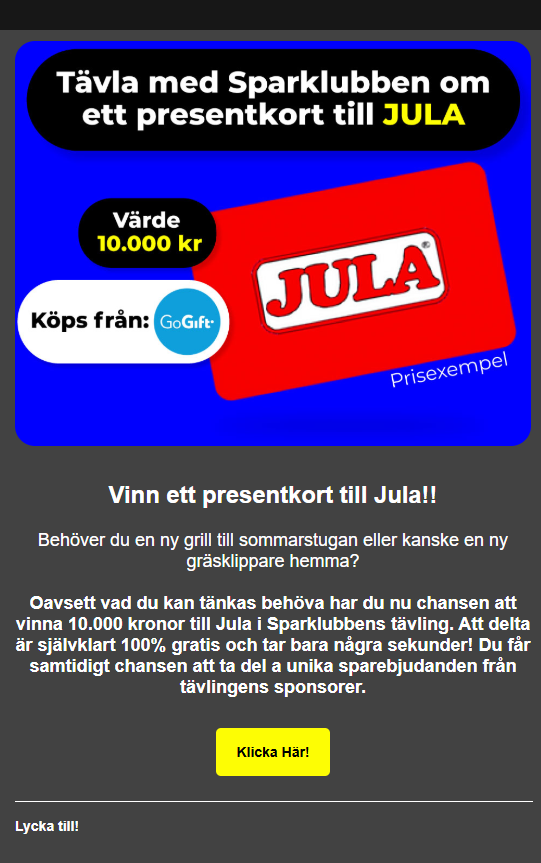 Tävla med Sparklubben om
ett presentkort till JULA
Värde
10.000 kr
JULA®
Köps från: GoGift
Prisexempel
Vinn ett presentkort till Jula!!
Behöver du en ny grill till sommarstugan eller kanske en ny
gräsklippare hemma?
Oavsett vad du kan tänkas behöva har du nu chansen att
vinna 10.000 kronor till Jula i Sparklubbens tävling. Att delta
är självklart 100% gratis och tar bara några sekunder! Du får
samtidigt chansen att ta del a unika sparebjudanden från
tävlingens sponsorer.
Klicka Här!
Lycka till!